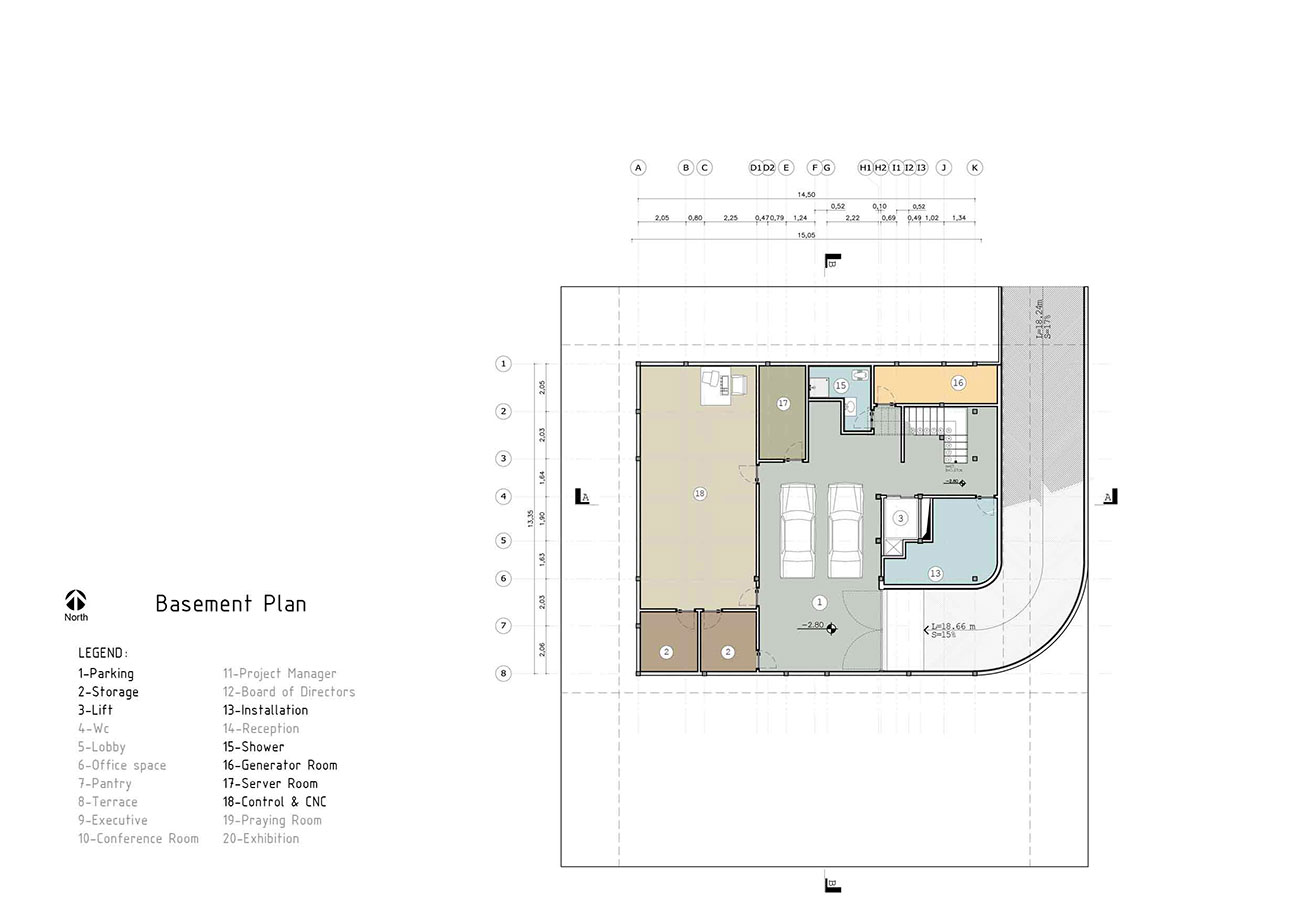 A B C D1 D2 E F G H1 H2 I1 I2 I3 J K
14,50
0,52 0,10 0,52
2,05 0,80 2,25 0,47 0,79 1,24 2,22 0,69 0,49 1,02 1,34
15,05
B
L=18.24m
S=17%
1
2
3
4
5
6
7
8
2,05
2,03
1,64
1,90
1,63
2,03
2,06
13,35
15
16
17
18
-2.80
A
A
3
13
1
-2.80
L=18.66 m
S=15%
2
2
B
North
Basement Plan
LEGEND:
1-Parking
2-Storage
3-Lift
4-Wc
5-Lobby
6-Office space
7-Pantry
8-Terrace
9-Executive
10-Conference Room
11-Project Manager
12-Board of Directors
13-Installation
14-Reception
15-Shower
16-Generator Room
17-Server Room
18-Control & CNC
19-Praying Room
20-Exhibition